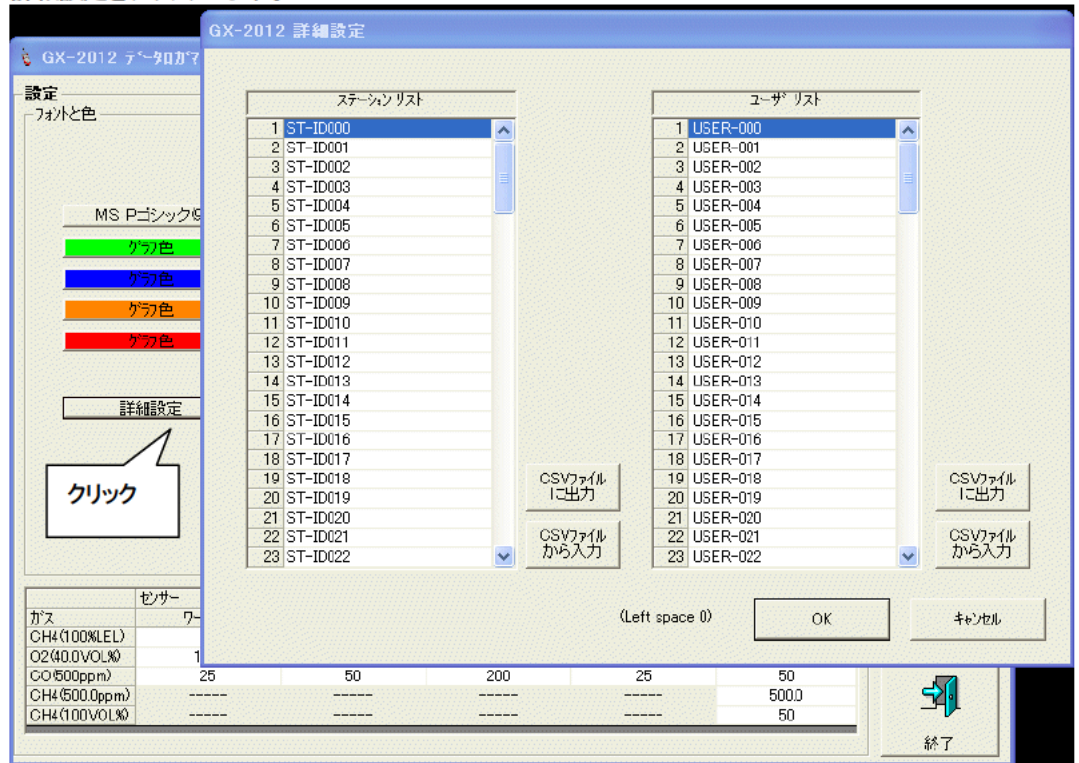 GX-2012 詳細設定
GX-2012 データロガマ
設定
フォントと色
MS Pゴシック(9
グラフ色
グラフ色
グラフ色
グラフ色
詳細設定
クリック
ステーション リスト
1 ST-ID000
2 ST-ID001
3 ST-ID002
4 ST-ID003
5 ST-ID004
6 ST-ID005
7 ST-ID006
8 ST-ID007
9 ST-ID008
10 ST-ID009
11 ST-ID010
12 ST-ID011
13 ST-ID012
14 ST-ID013
15 ST-ID014
16 ST-ID015
17 ST-ID016
18 ST-ID017
19 ST-ID018
20 ST-ID019
21 ST-ID020
22 ST-ID021
23 ST-ID022
CSVファイル
に出力
CSVファイル
から入力
ユーザ リスト
1 USER-000
2 USER-001
3 USER-002
4 USER-003
5 USER-004
6 USER-005
7 USER-006
8 USER-007
9 USER-008
10 USER-009
11 USER-010
12 USER-011
13 USER-012
14 USER-013
15 USER-014
16 USER-015
17 USER-016
18 USER-017
19 USER-018
20 USER-019
21 USER-020
22 USER-021
23 USER-022
CSVファイル
に出力
CSVファイル
から入力
(Left space 0)
OK
キャンセル
センサー
ガス ワー
CH4(100%LEL)
O2(40.0VOL%) 1
CO(500ppm) 25 50 200 25 50
CH4(500.0ppm) ----- ----- ----- ----- 500.0
CH4(100VOL%) ----- ----- ----- ----- 50
終了